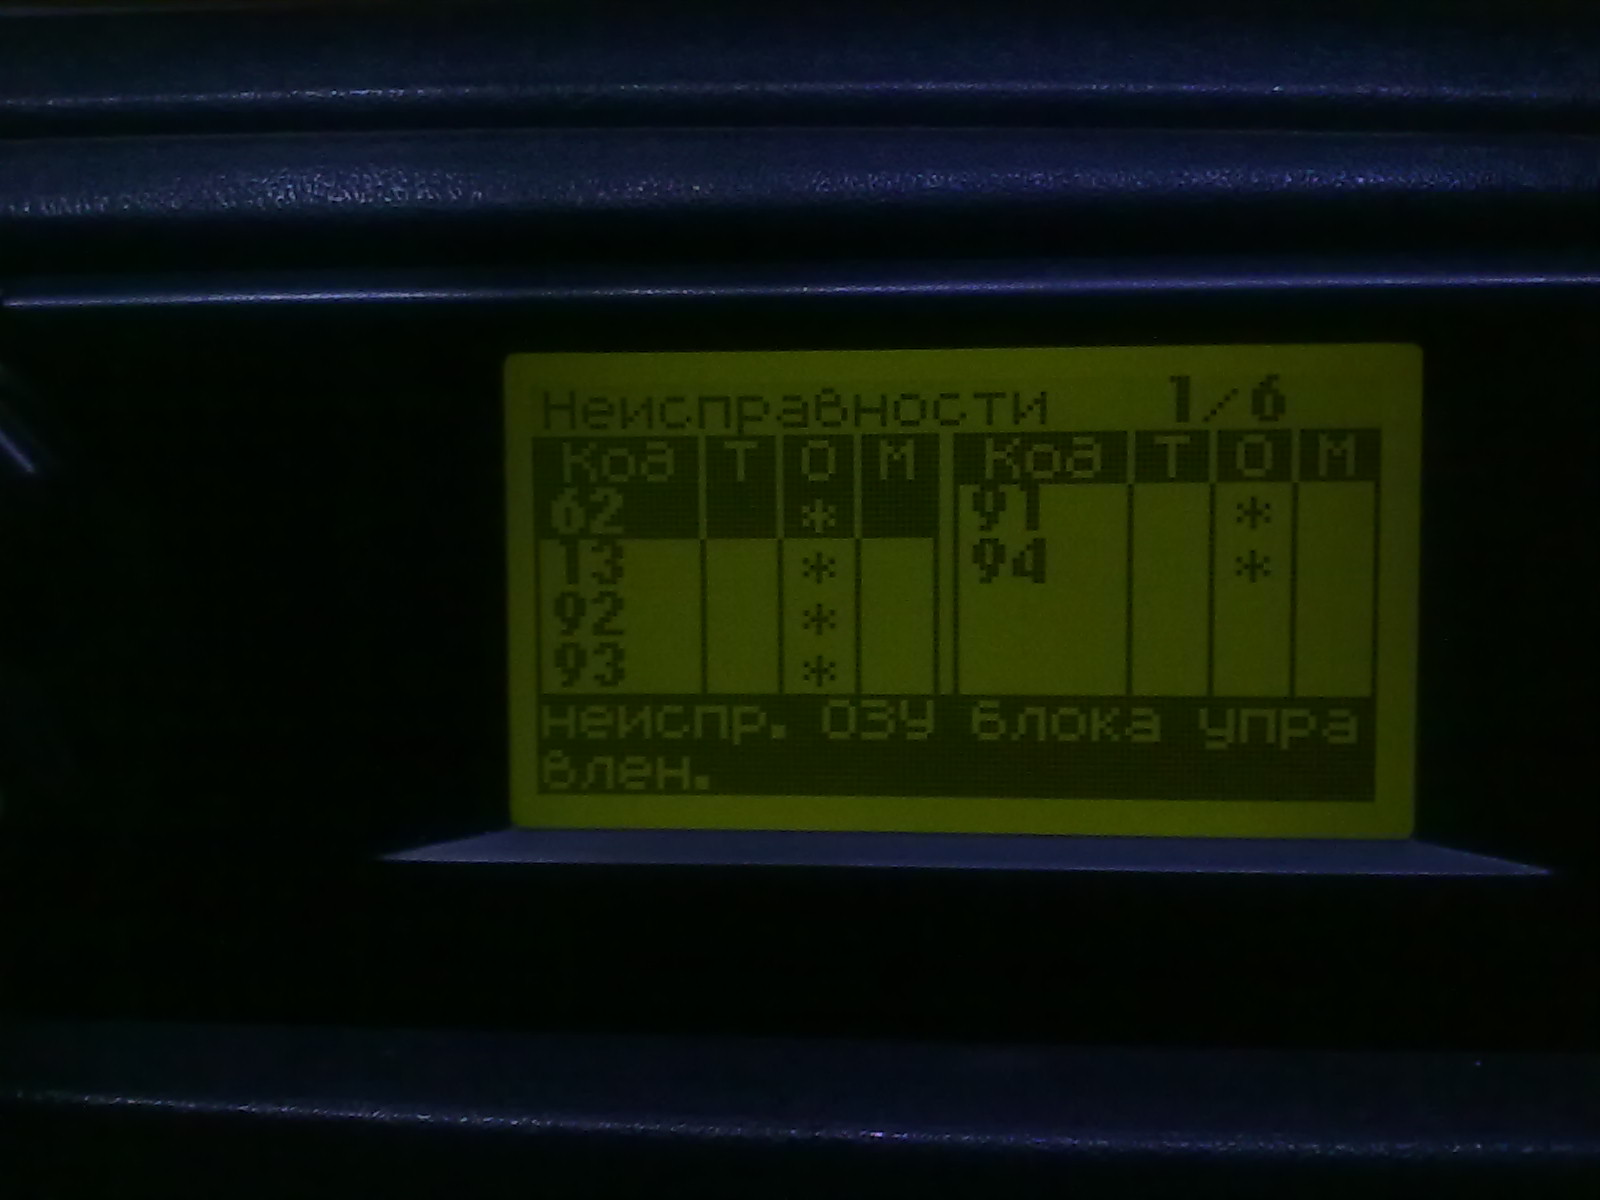 Неисправности 1/6
Код Т О М Код Т О М
62 * 91 *
13 * 94 *
92 *
93 *
неиспр. ОЗУ блока упра
влен.